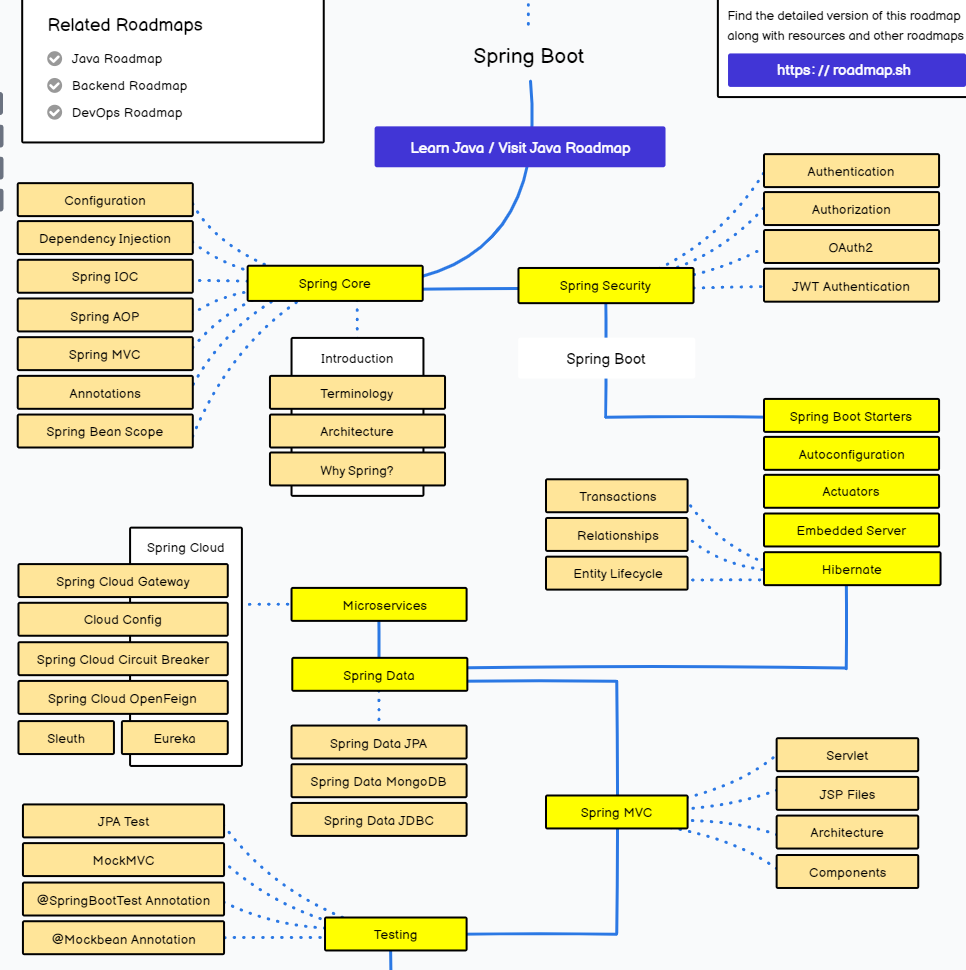 Related Roadmaps
Java Roadmap
Backend Roadmap
DevOps Roadmap
Spring Boot
Find the detailed version of this roadmap
along with resources and other roadmaps
https: // roadmap.sh
Learn Java / Visit Java Roadmap
Configuration
Dependency Injection
Spring IOC
Spring AOP
Spring MVC
Annotations
Spring Bean Scope
Spring Core
Introduction
Terminology
Architecture
Why Spring?
Spring Security
Authentication
Authorization
OAuth2
JWT Authentication
Spring Boot
Spring Boot Starters
Autoconfiguration
Actuators
Embedded Server
Hibernate
Transactions
Relationships
Entity Lifecycle
Spring Cloud
Spring Cloud Gateway
Cloud Config
Spring Cloud Circuit Breaker
Spring Cloud OpenFeign
Sleuth
Eureka
Microservices
Spring Data
Spring Data JPA
Spring Data MongoDB
Spring Data JDBC
Spring MVC
Servlet
JSP Files
Architecture
Components
JPA Test
MockMVC
@SpringBootTest Annotation
@Mockbean Annotation
Testing